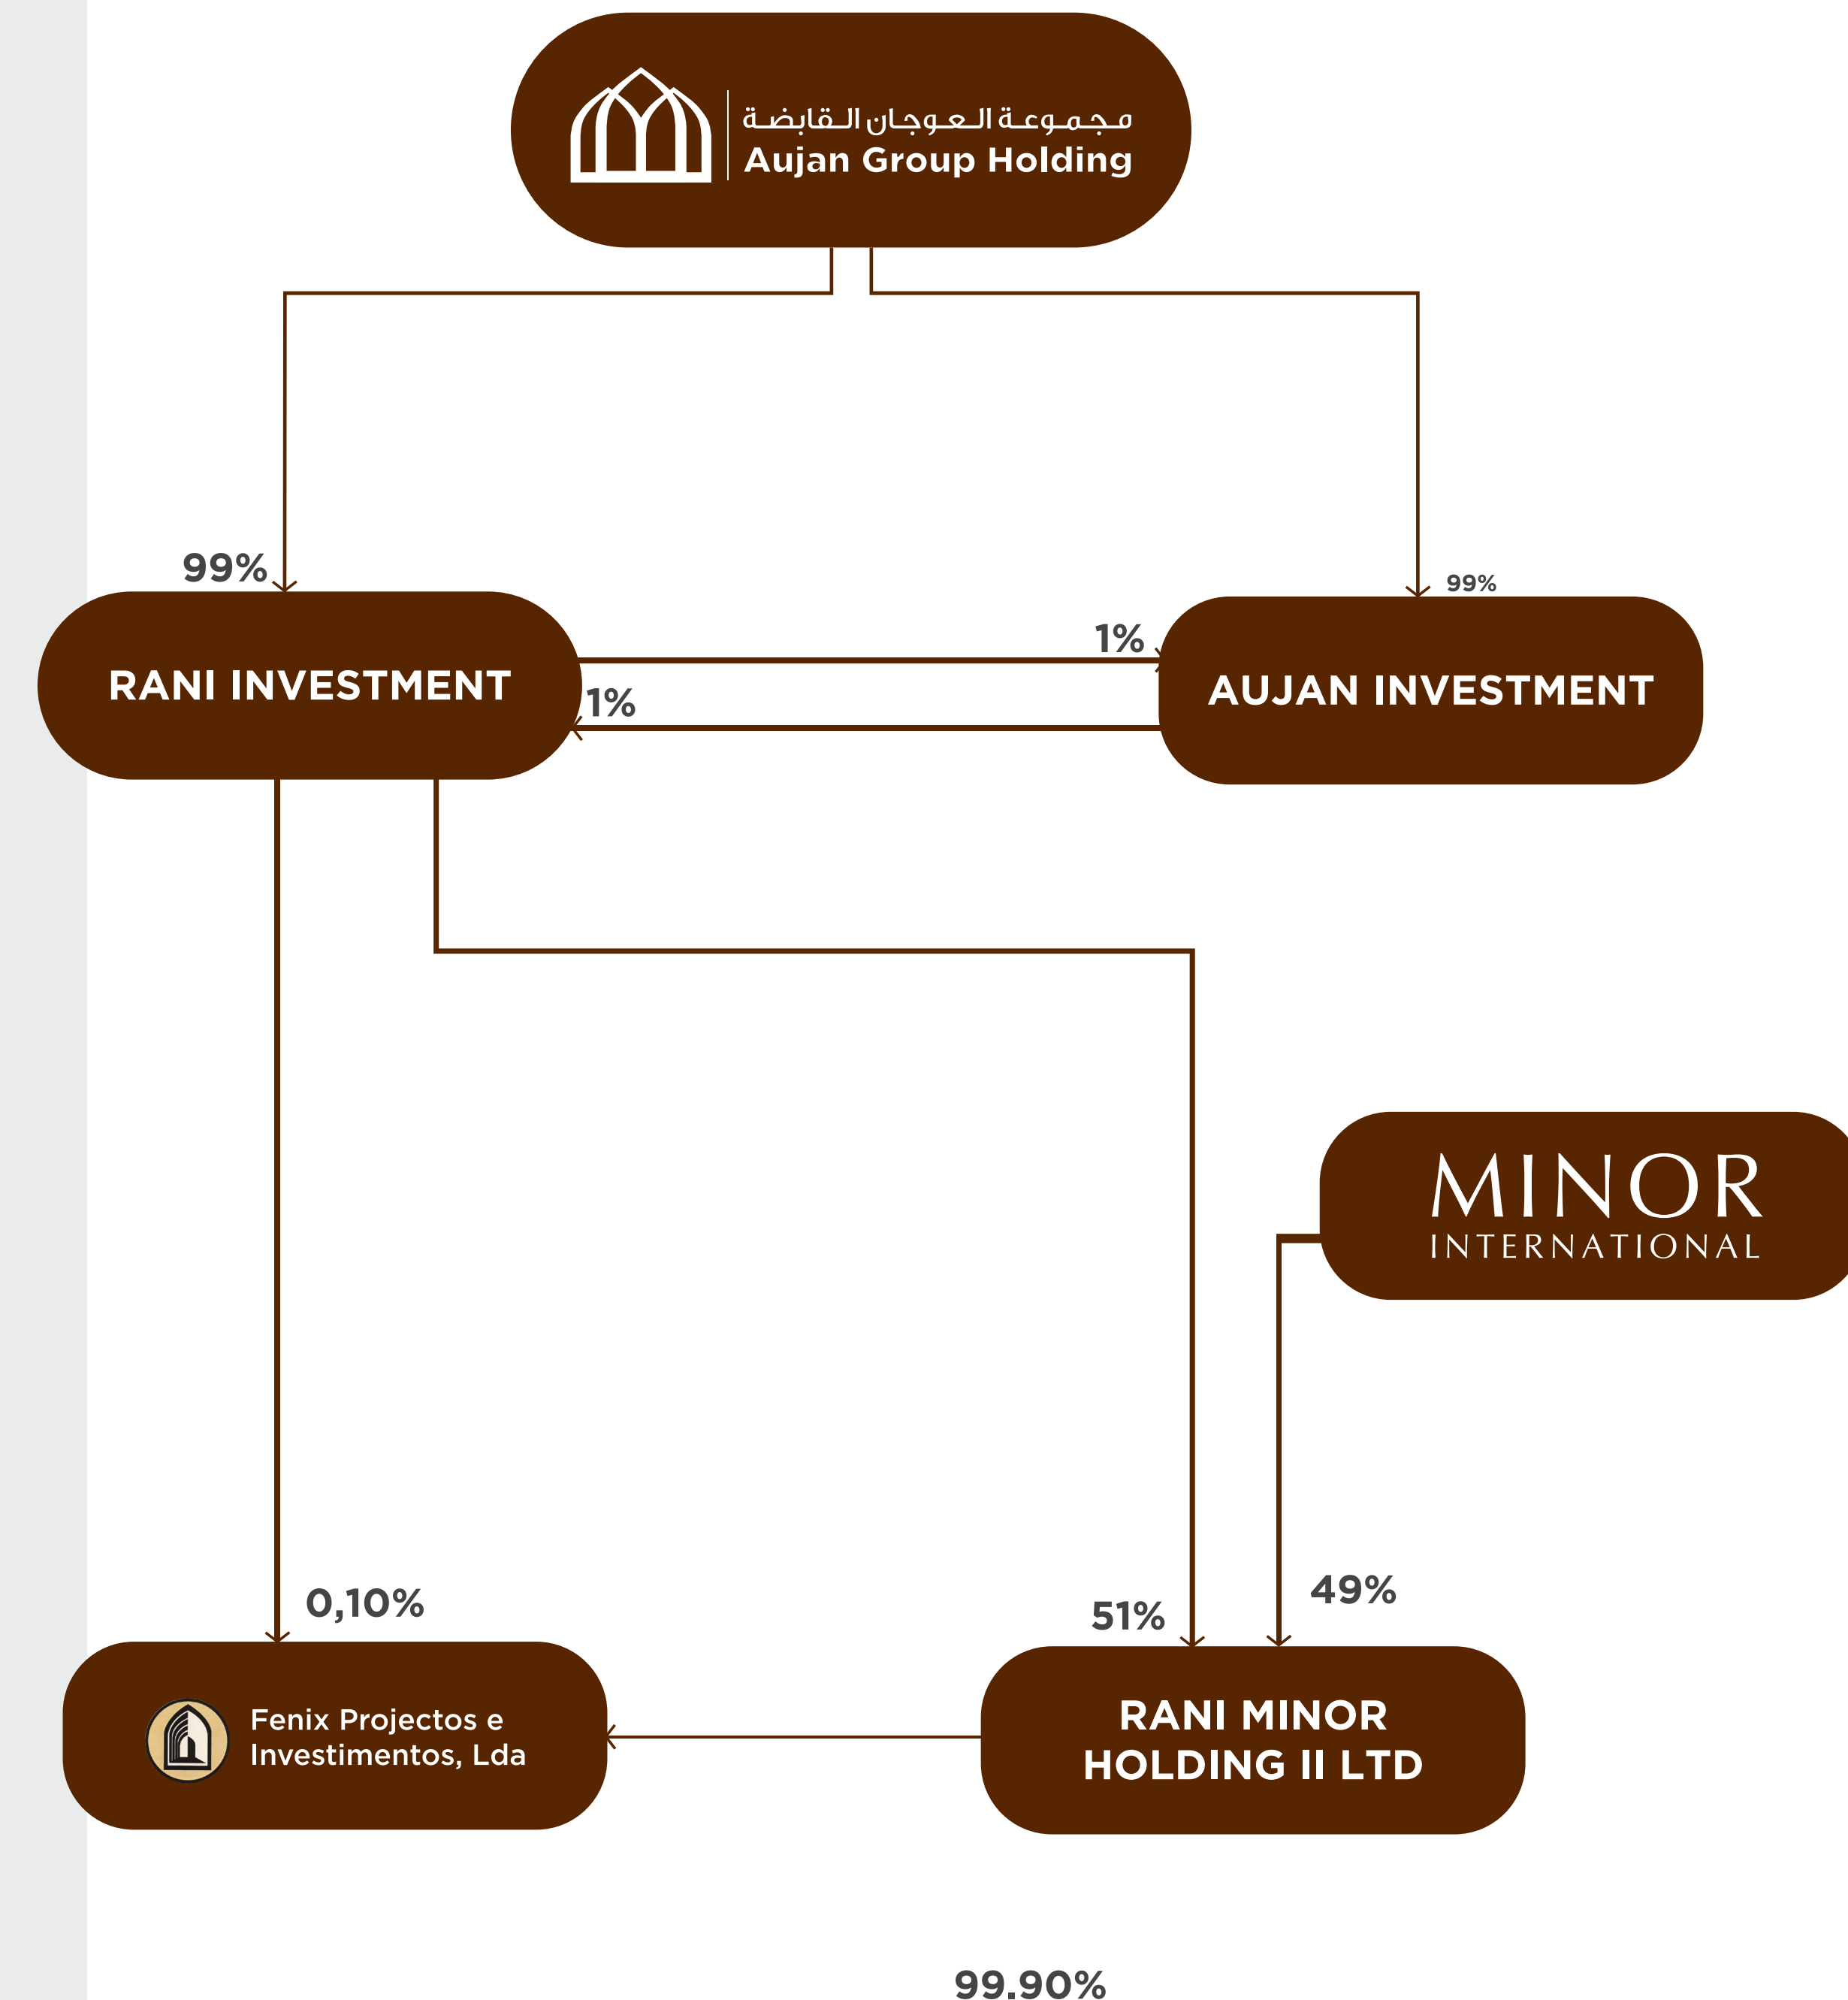 مجموعة العوجان القابضة
Aujan Group Holding
99%
99%
1%
RANI INVESTMENT
1%
AUJAN INVESTMENT
MINOR
INTERNATIONAL
0,10%
51%
49%
Fenix Projectos e
Investimentos, Lda
RANI MINOR
HOLDING II LTD
99.90%